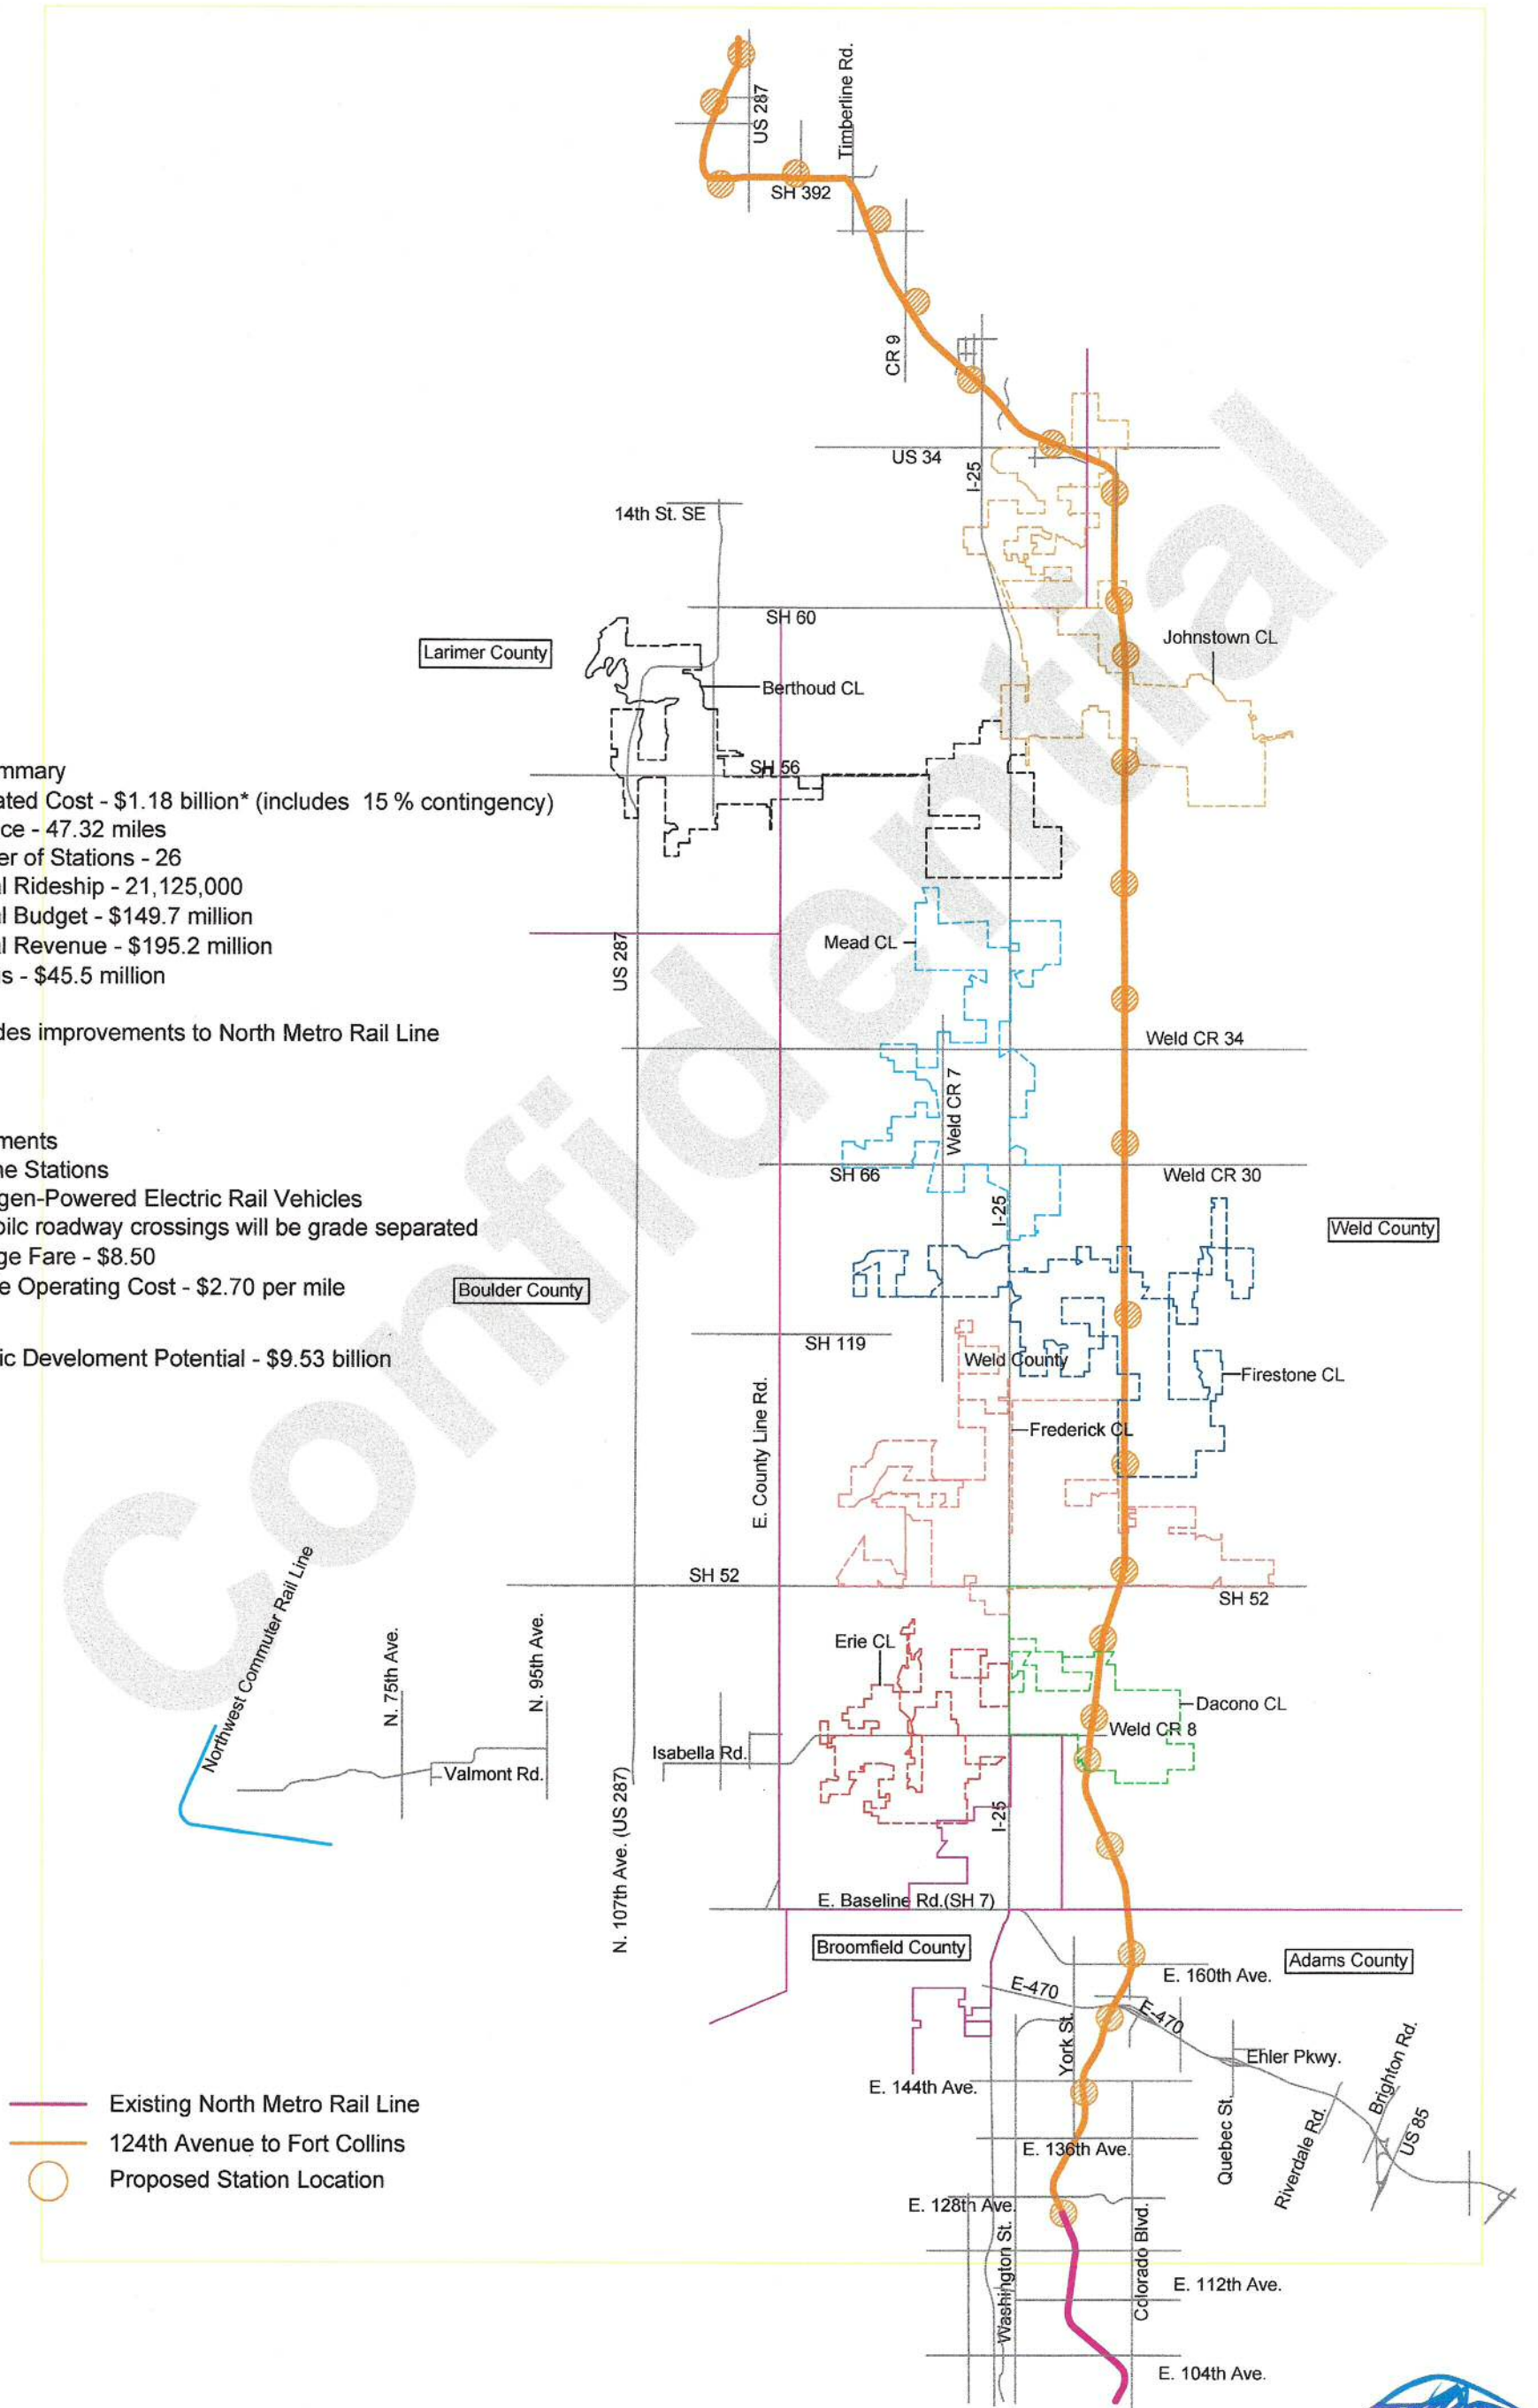 US 287
Timberline Rd.
SH 392
CR 9
US 34
I-25
14th St. SE
SH 60
Larimer County
Johnstown CL
Berthoud CL
SH 56
mmary
ated Cost - $1.18 billion* (includes 15 % contingency)
ce - 47.32 miles
er of Stations - 26
l Rideship - 21,125,000
l Budget - $149.7 million
l Revenue - $195.2 million
s - $45.5 million
des improvements to North Metro Rail Line
US 287
Mead CL
Weld CR 34
Weld CR 7
ments
ne Stations
gen-Powered Electric Rail Vehicles
bilc roadway crossings will be grade separated
ge Fare - $8.50
e Operating Cost - $2.70 per mile
ic Develoment Potential - $9.53 billion
SH 66
Weld CR 30
I-25
Weld County
Boulder County
SH 119
Weld County
Firestone CL
E. County Line Rd.
Frederick CL
Confidential
SH 52
SH 52
Northwest Commuter Rail Line
N. 75th Ave.
N. 95th Ave.
Erie CL
Dacono CL
Weld CR 8
Isabella Rd.
Valmont Rd.
N. 107th Ave. (US 287)
I-25
E. Baseline Rd.(SH 7)
Broomfield County
Adams County
E. 160th Ave.
E-470
E-470
York St.
Ehler Pkwy.
E. 144th Ave.
Quebec St.
Riverdale Rd.
Brighton Rd.
US 85
E. 136th Ave.
E. 128th Ave.
Washington St.
Colorado Blvd.
E. 112th Ave.
E. 104th Ave.
Existing North Metro Rail Line
124th Avenue to Fort Collins
Proposed Station Location